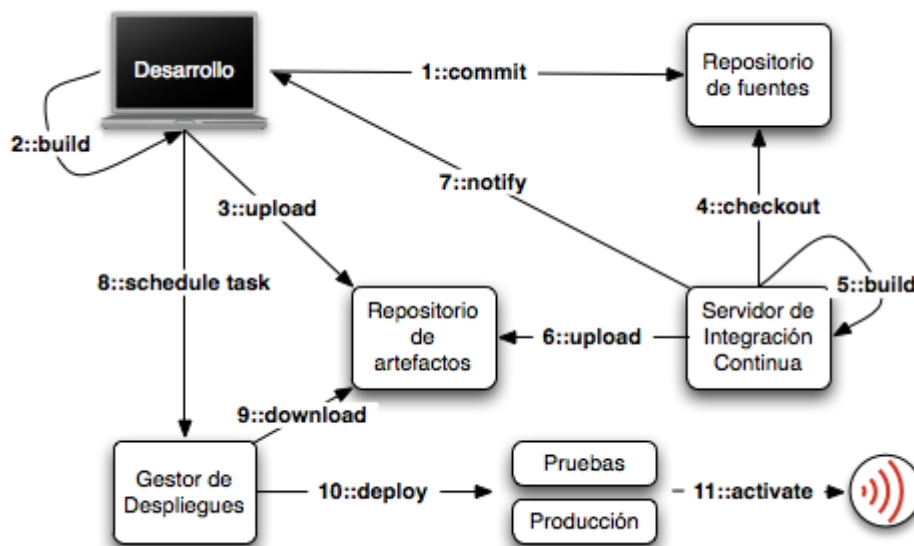 Desarrollo
1::commit
Repositorio
de fuentes
2::build
7::notify
3::upload
4::checkout
8::schedule task
5::build
Repositorio
de
artefactos
6::upload
Servidor de
Integración
Continua
9::download
Gestor de
Despliegues
10::deploy
Pruebas
Producción
11::activate